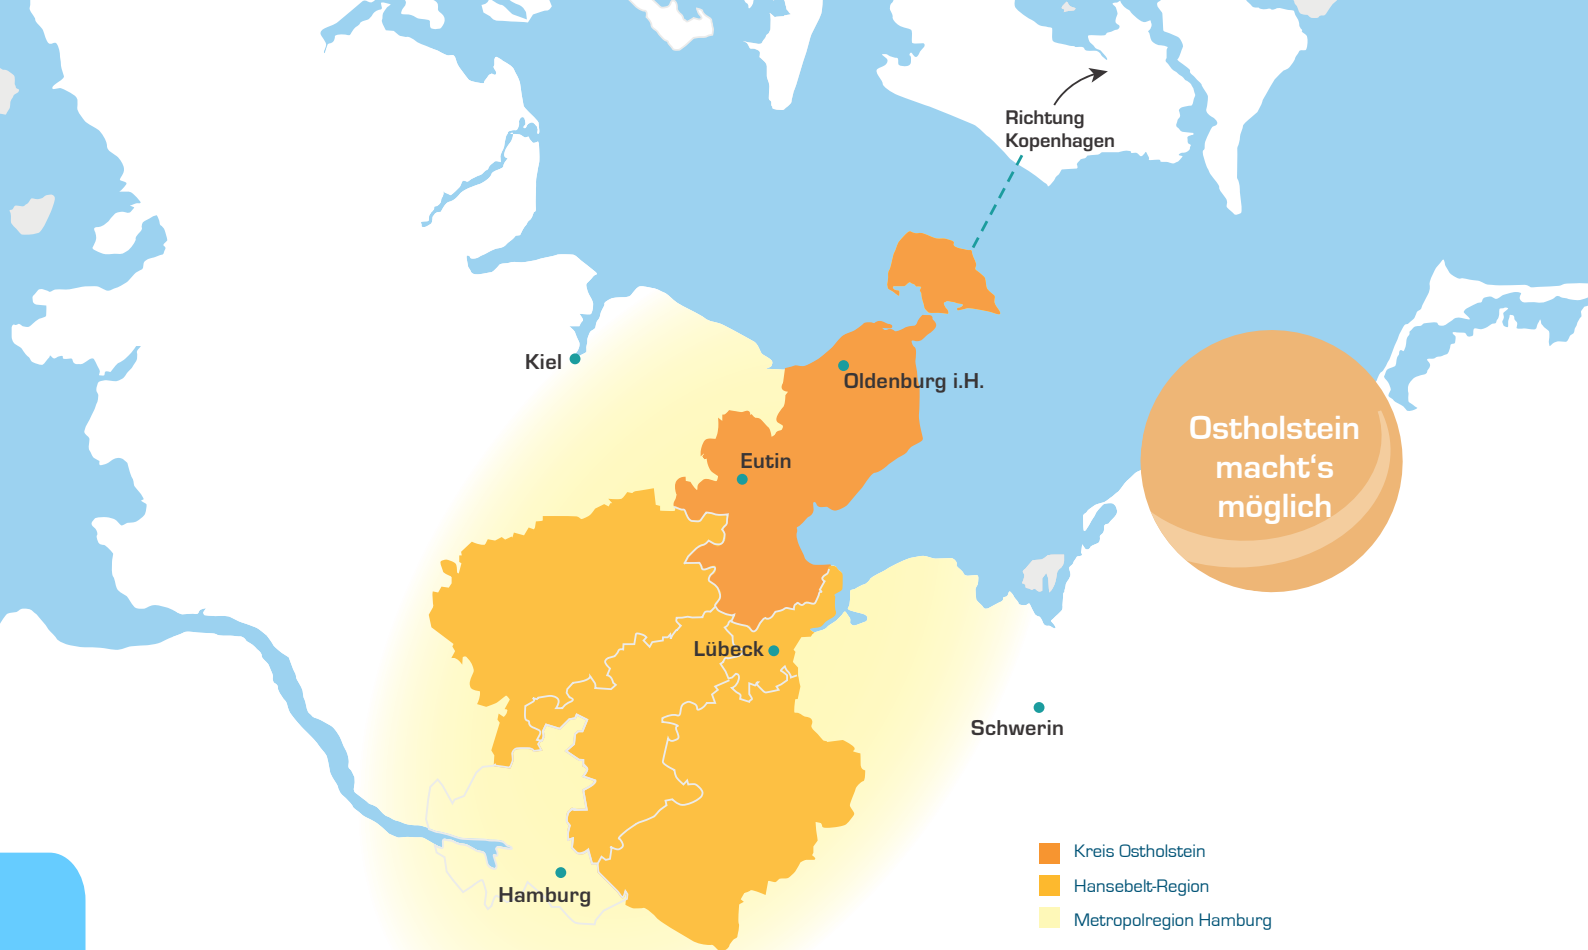 Richtung
Kopenhagen
Kiel
Oldenburg i.H.
Eutin
Ostholstein
macht‘s
möglich
Lübeck
Schwerin
Hamburg
Kreis Ostholstein
Hansebelt-Region
Metropolregion Hamburg